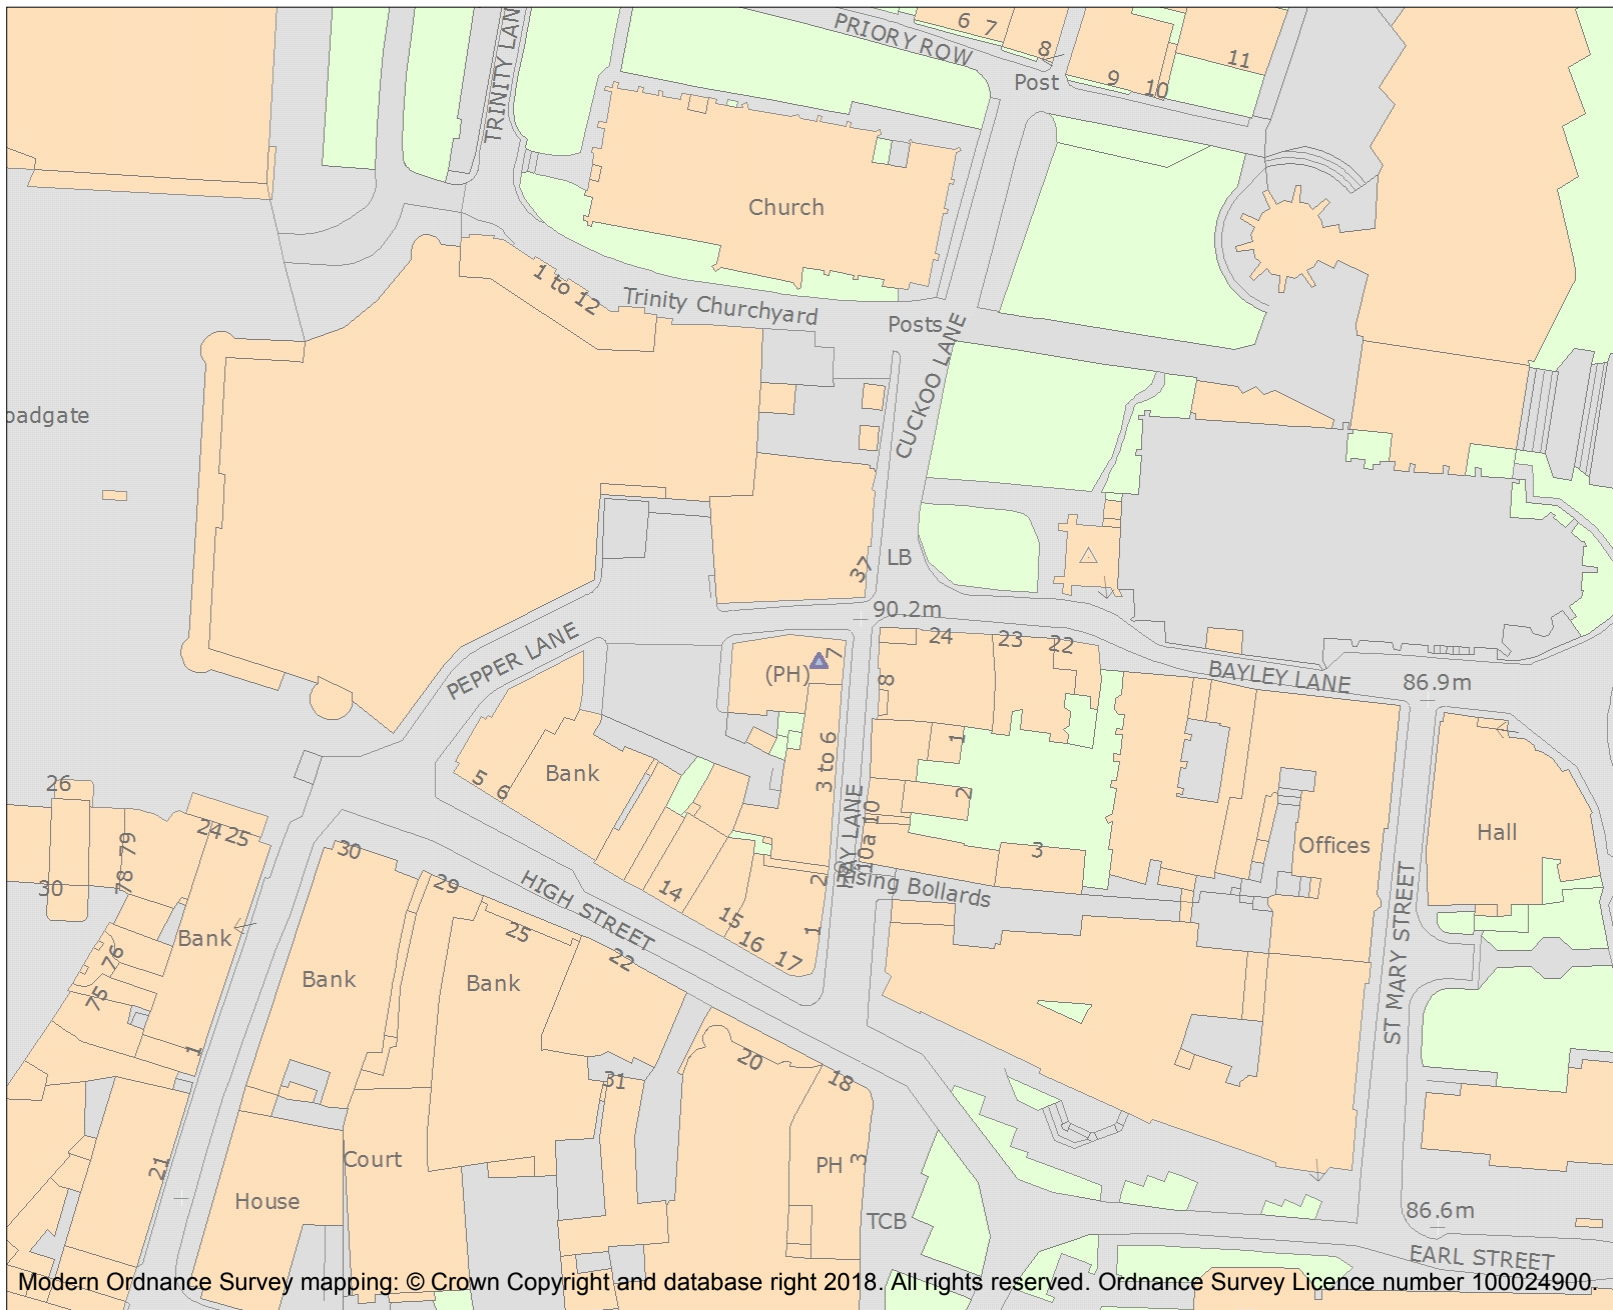 TRINITY LAN
PRIORY ROW
6
7
8
Post
9
10
11
Church
1 to 12
Trinity Churchyard
Posts
CUCKOO LANE
oadgate
37
LB
90.2m
PEPPER LANE
(PH)
7
24
23
22
8
BAYLEY LANE
86.9m
3 to 6
1
2
5
6
Bank
26
24 25
78 79
30
30
29
HIGH STREET
14
15
16
17
2
1
10a 10
3
Rising Bollards
Offices
Hall
ST MARY STREET
Bank
76
75
1
Bank
25
Bank
22
20
18
31
21
Court
House
PH
3
TCB
86.6m
EARL STREET
Modern Ordnance Survey mapping: © Crown Copyright and database right 2018. All rights reserved. Ordnance Survey Licence number 100024900.